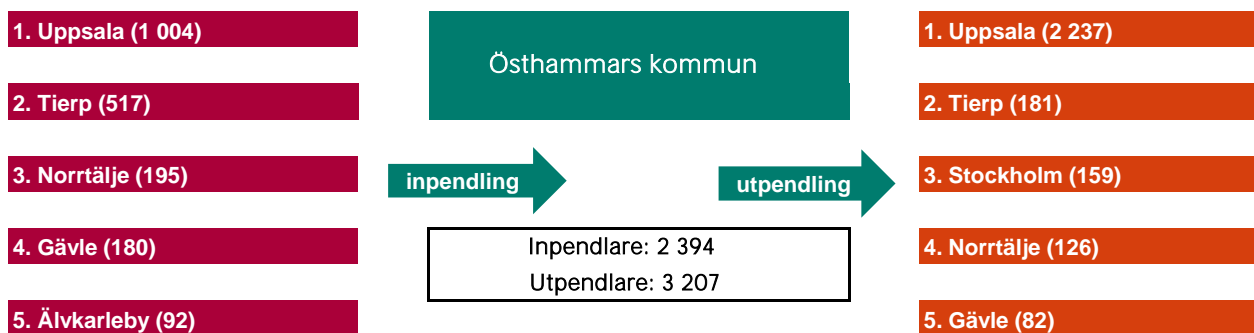 1. Uppsala (1 004)
2. Tierp (517)
3. Norrtälje (195)
4. Gävle (180)
5. Älvkarleby (92)
Östhammars kommun
inpendling
utpendling
Inpendlare: 2 394
Utpendlare: 3 207
1. Uppsala (2 237)
2. Tierp (181)
3. Stockholm (159)
4. Norrtälje (126)
5. Gävle (82)